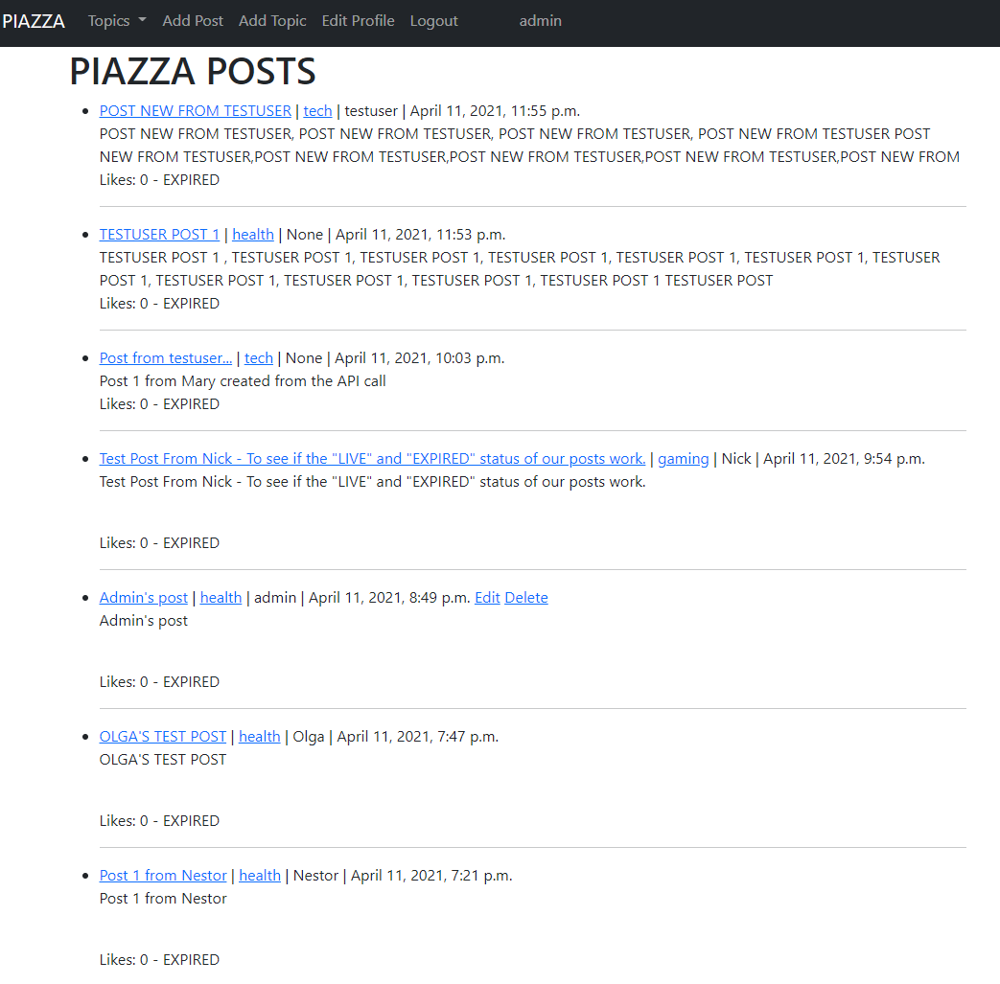 PIAZZA Topics Add Post Add Topic Edit Profile Logout admin
PIAZZA POSTS
POST NEW FROM TESTUSER | tech | testuser | April 11, 2021, 11:55 p.m.
POST NEW FROM TESTUSER, POST NEW FROM TESTUSER, POST NEW FROM TESTUSER, POST NEW FROM TESTUSER POST
NEW FROM TESTUSER,POST NEW FROM TESTUSER,POST NEW FROM TESTUSER,POST NEW FROM TESTUSER,POST NEW FROM
Likes: 0 - EXPIRED
TESTUSER POST 1 | health | None | April 11, 2021, 11:53 p.m.
TESTUSER POST 1 , TESTUSER POST 1, TESTUSER POST 1, TESTUSER POST 1, TESTUSER POST 1, TESTUSER POST 1, TESTUSER
POST 1, TESTUSER POST 1, TESTUSER POST 1, TESTUSER POST 1, TESTUSER POST 1 TESTUSER POST
Likes: 0 - EXPIRED
Post from testuser... | tech | None | April 11, 2021, 10:03 p.m.
Post 1 from Mary created from the API call
Likes: 0 - EXPIRED
Test Post From Nick - To see if the "LIVE" and "EXPIRED" status of our posts work. | gaming | Nick | April 11, 2021, 9:54 p.m.
Test Post From Nick - To see if the "LIVE" and "EXPIRED" status of our posts work.
Likes: 0 - EXPIRED
Admin's post | health | admin | April 11, 2021, 8:49 p.m. Edit Delete
Admin's post
Likes: 0 - EXPIRED
OLGA'S TEST POST | health | Olga | April 11, 2021, 7:47 p.m.
OLGA'S TEST POST
Likes: 0 - EXPIRED
Post 1 from Nestor | health | Nestor | April 11, 2021, 7:21 p.m.
Post 1 from Nestor
Likes: 0 - EXPIRED